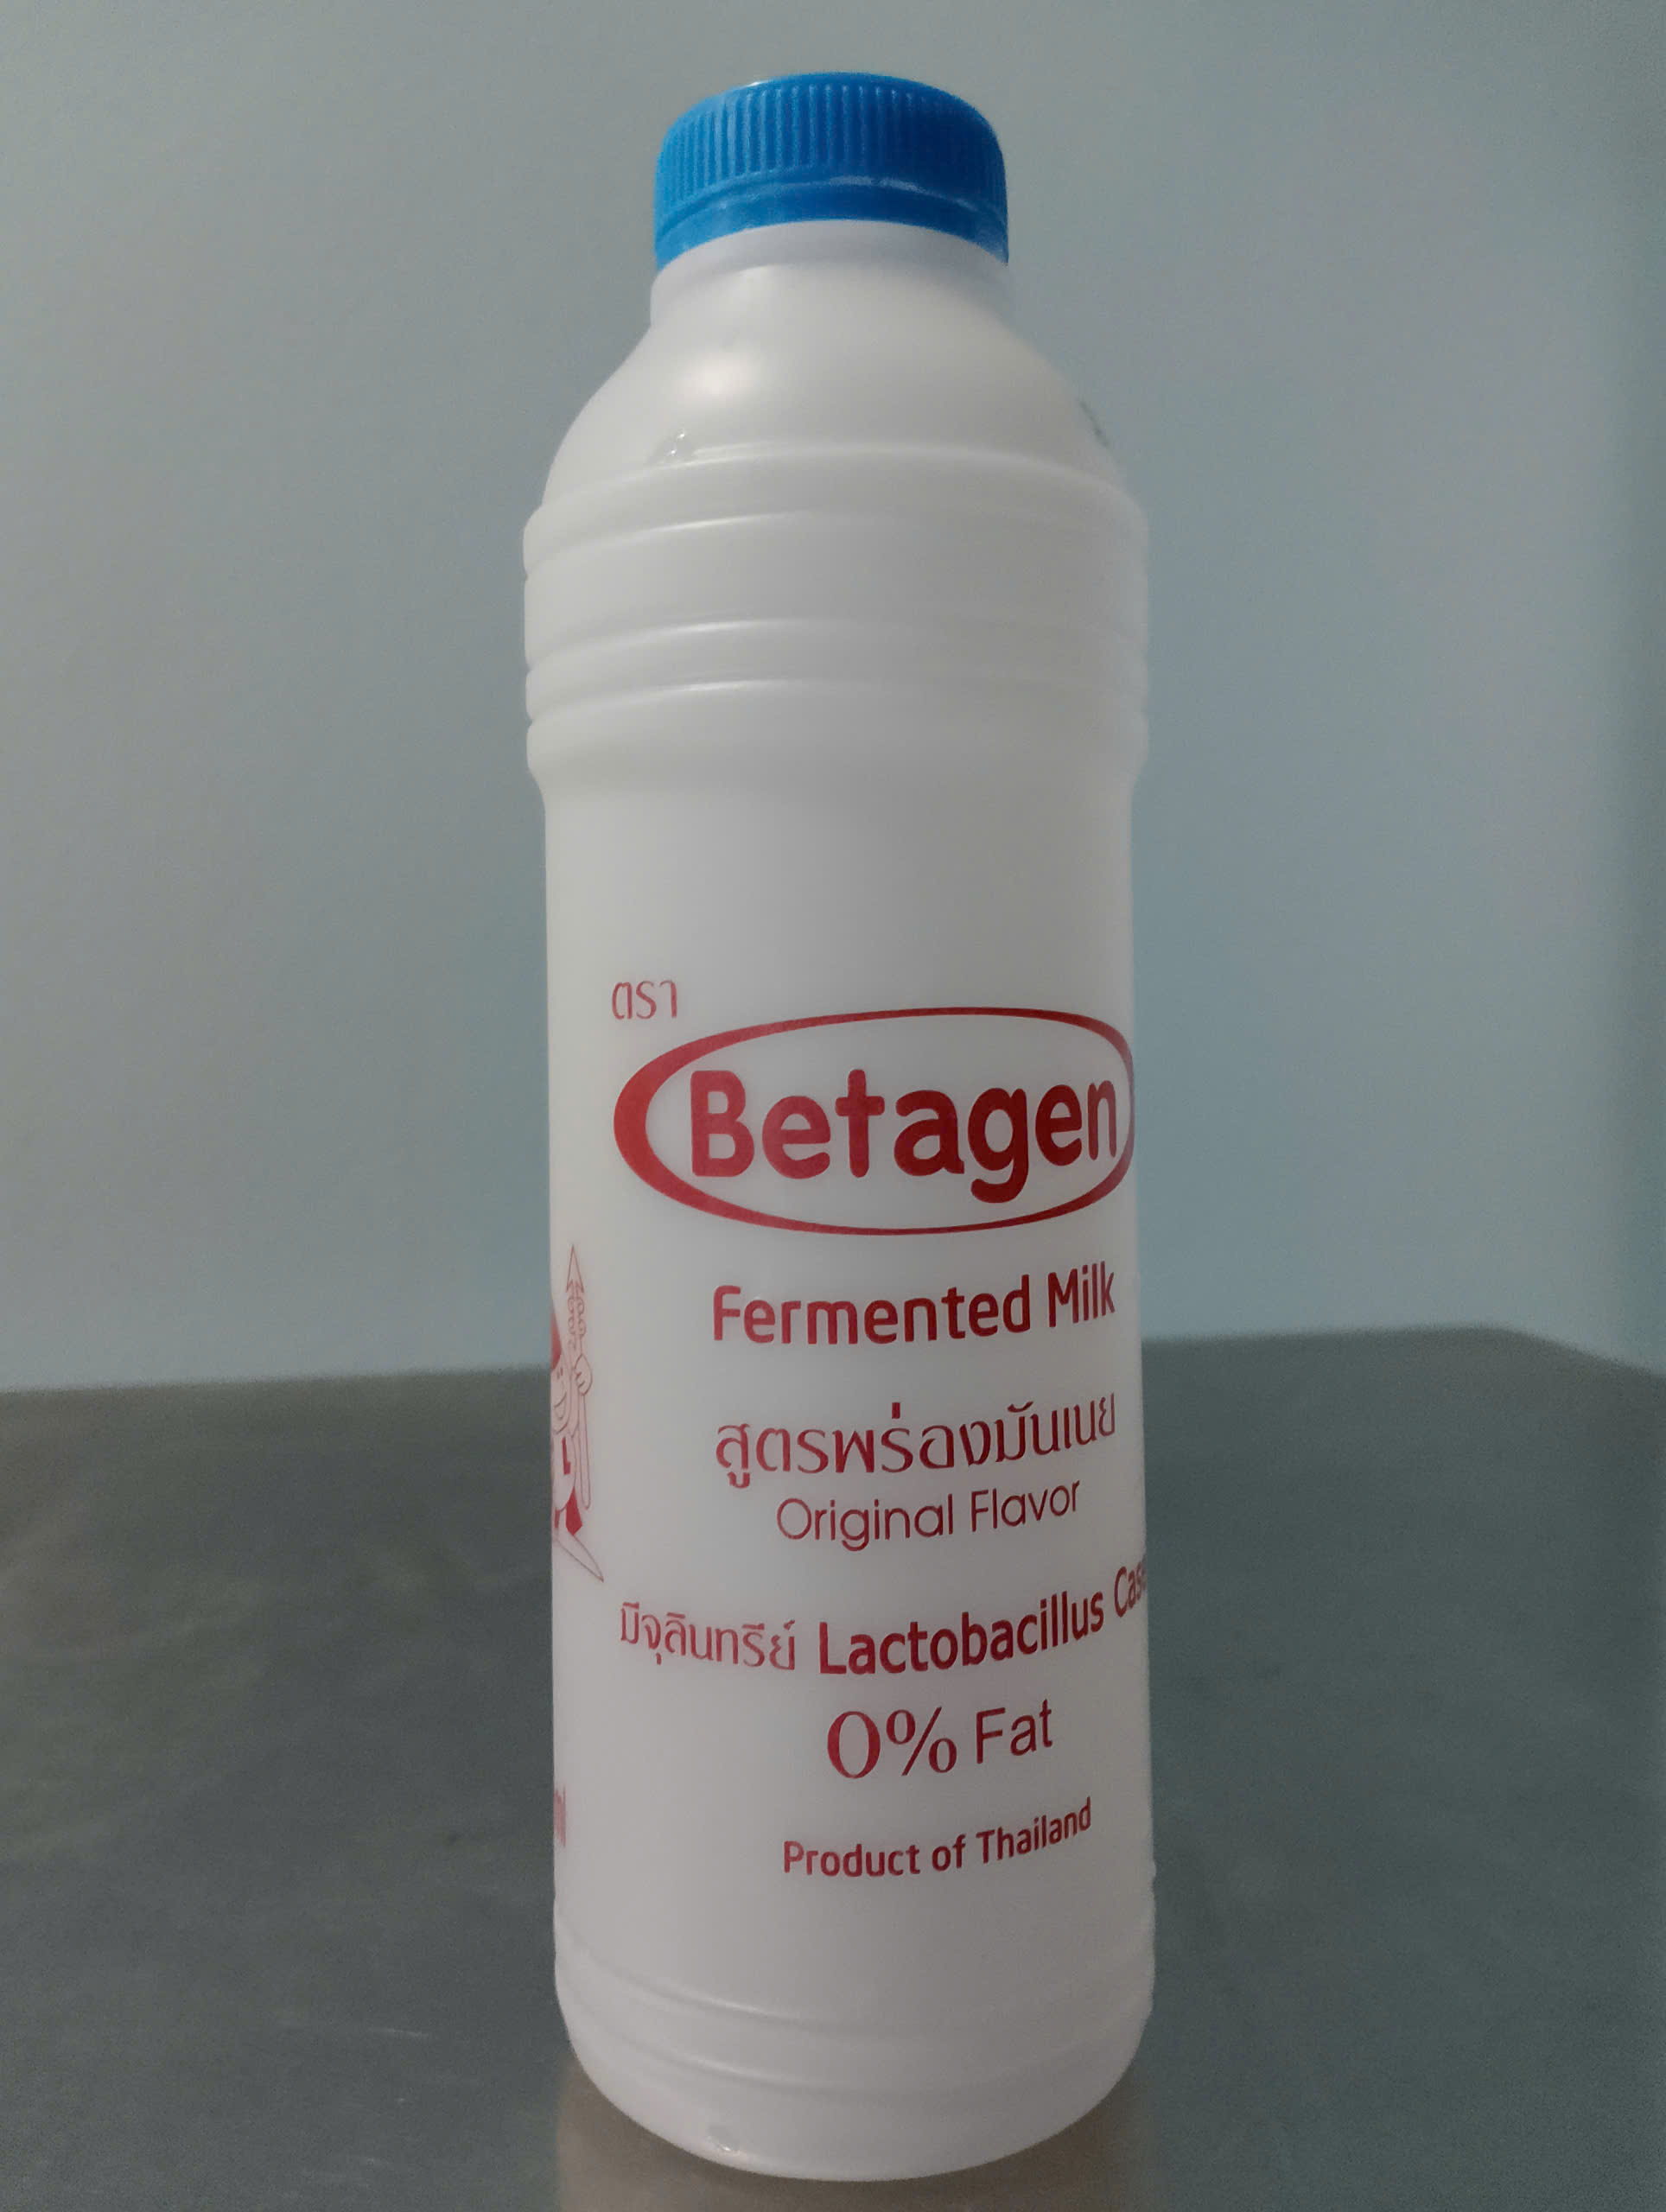 ตรา
Betagen
Fermented Milk
สูตรพร่องมันเนย
Original Flavor
มีจุลินทรีย์ Lactobacillus
0% Fat
Product of Thailand